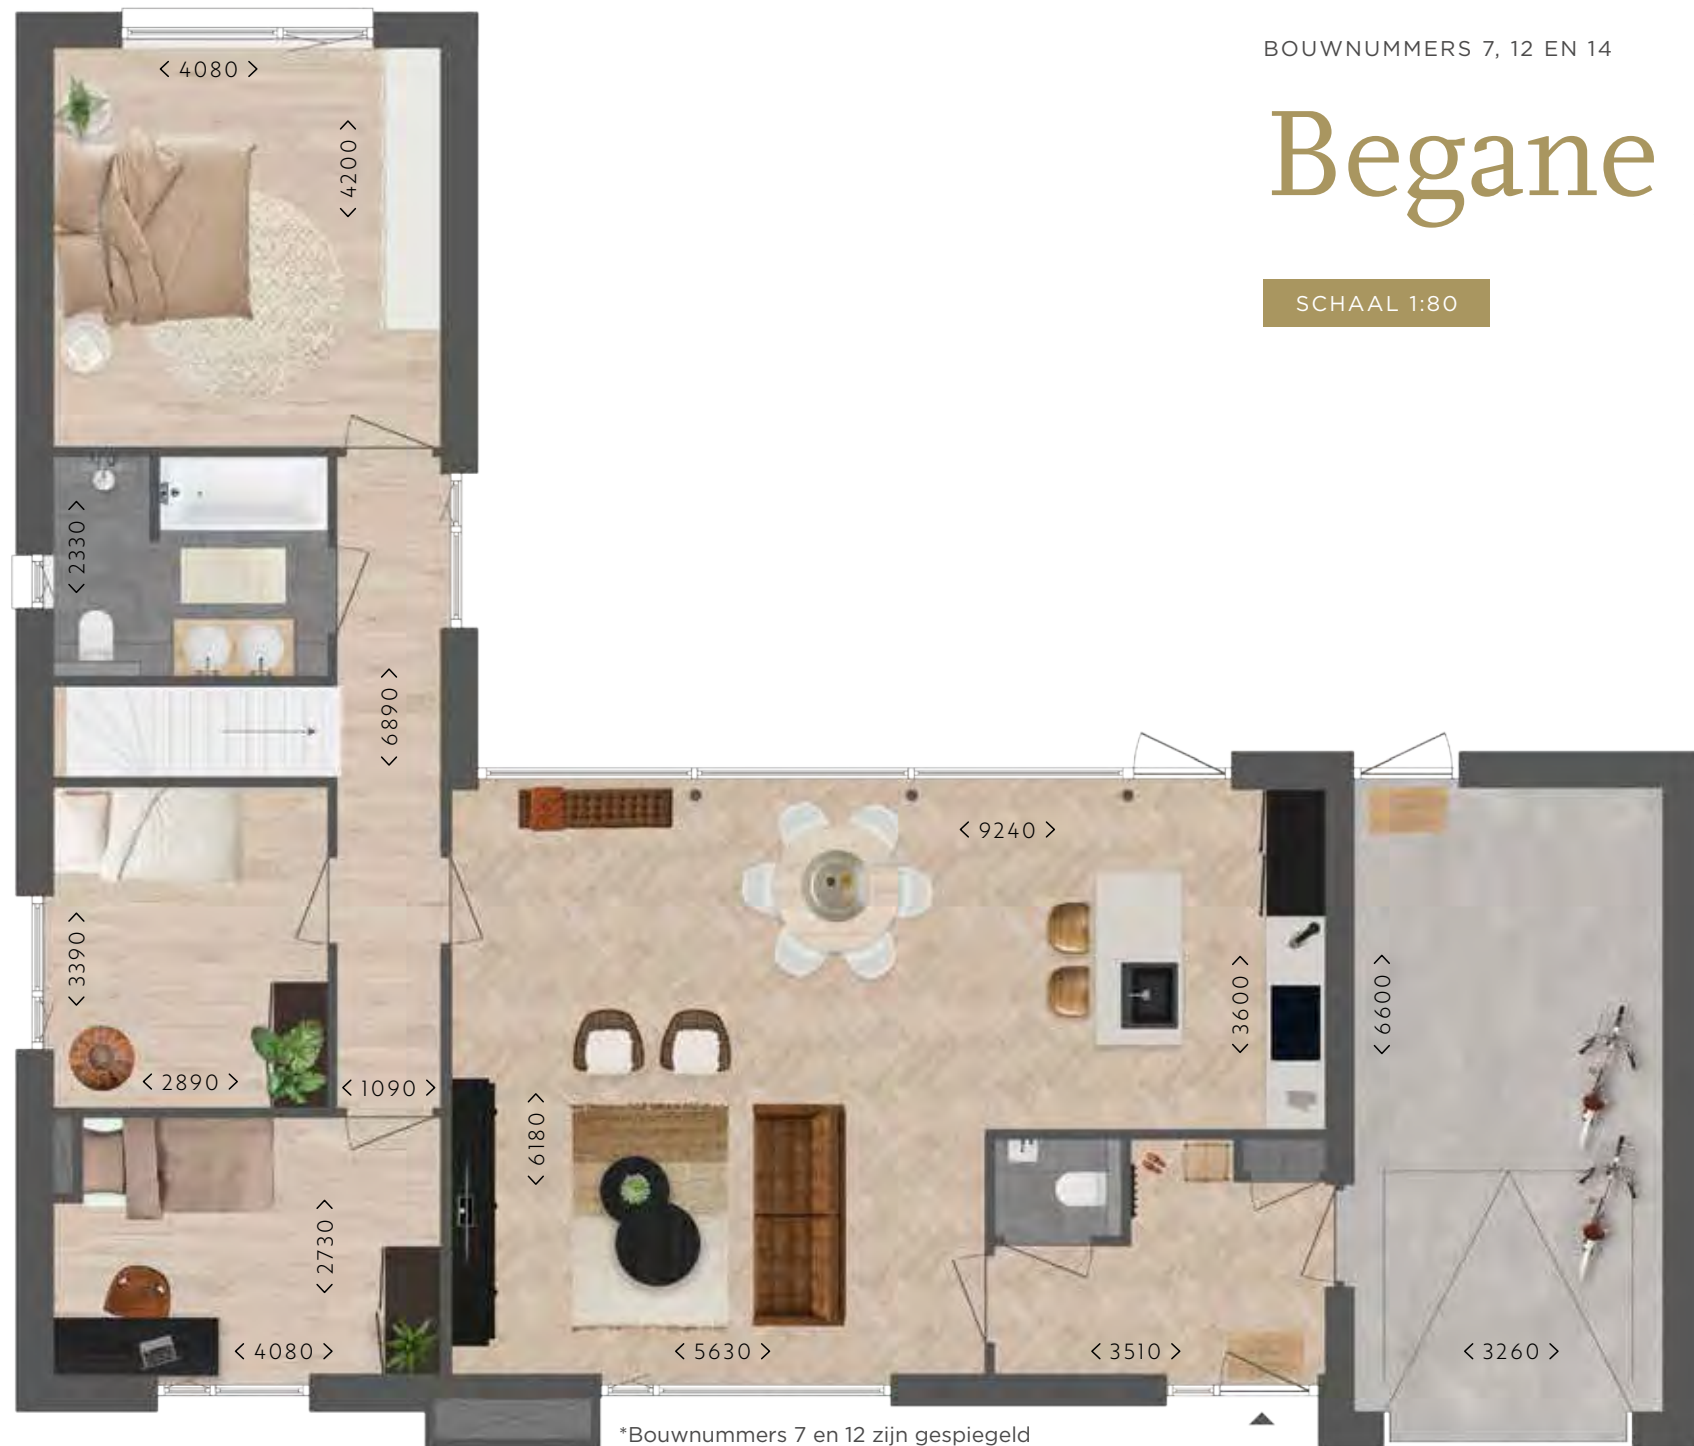 BOUWNUMMERS 7, 12 EN 14
Begane
SCHAAL 1:80
< 4080 >
< 4200 >
< 2330 >
< 6890 >
< 9240 >
< 3390 >
< 3600 >
< 6600 >
< 2890 >
< 1090 >
< 6180 >
< 2730 >
< 4080 >
< 5630 >
< 3510 >
< 3260 >
*Bouwnummers 7 en 12 zijn gespiegeld